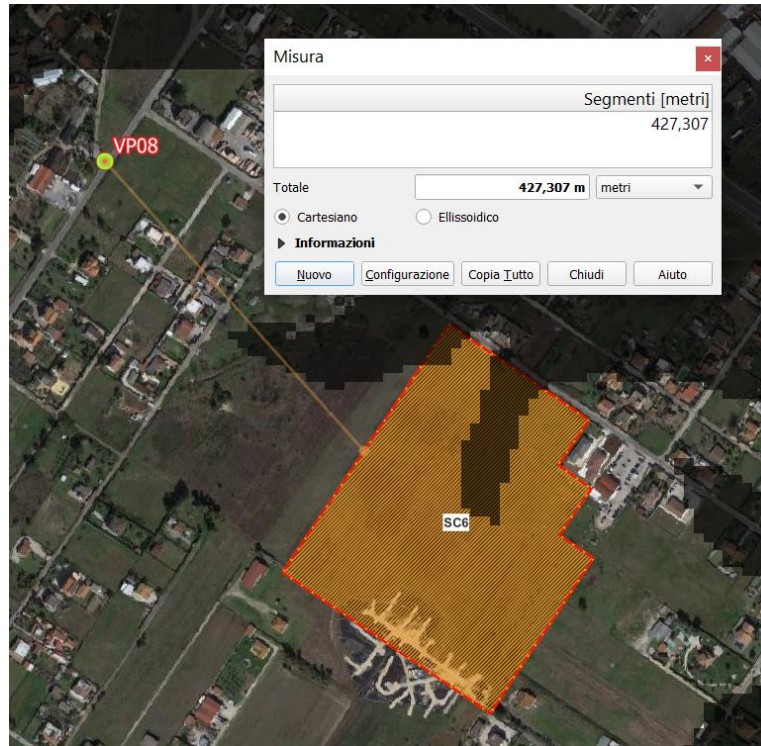 Misura
×
Segmenti [metri]
427,307
Totale 427,307 m metri
Cartesiano Ellissoidico
Informazioni
Nuovo Configurazione Copia Tutto Chiudi Aiuto
VP08
SC6